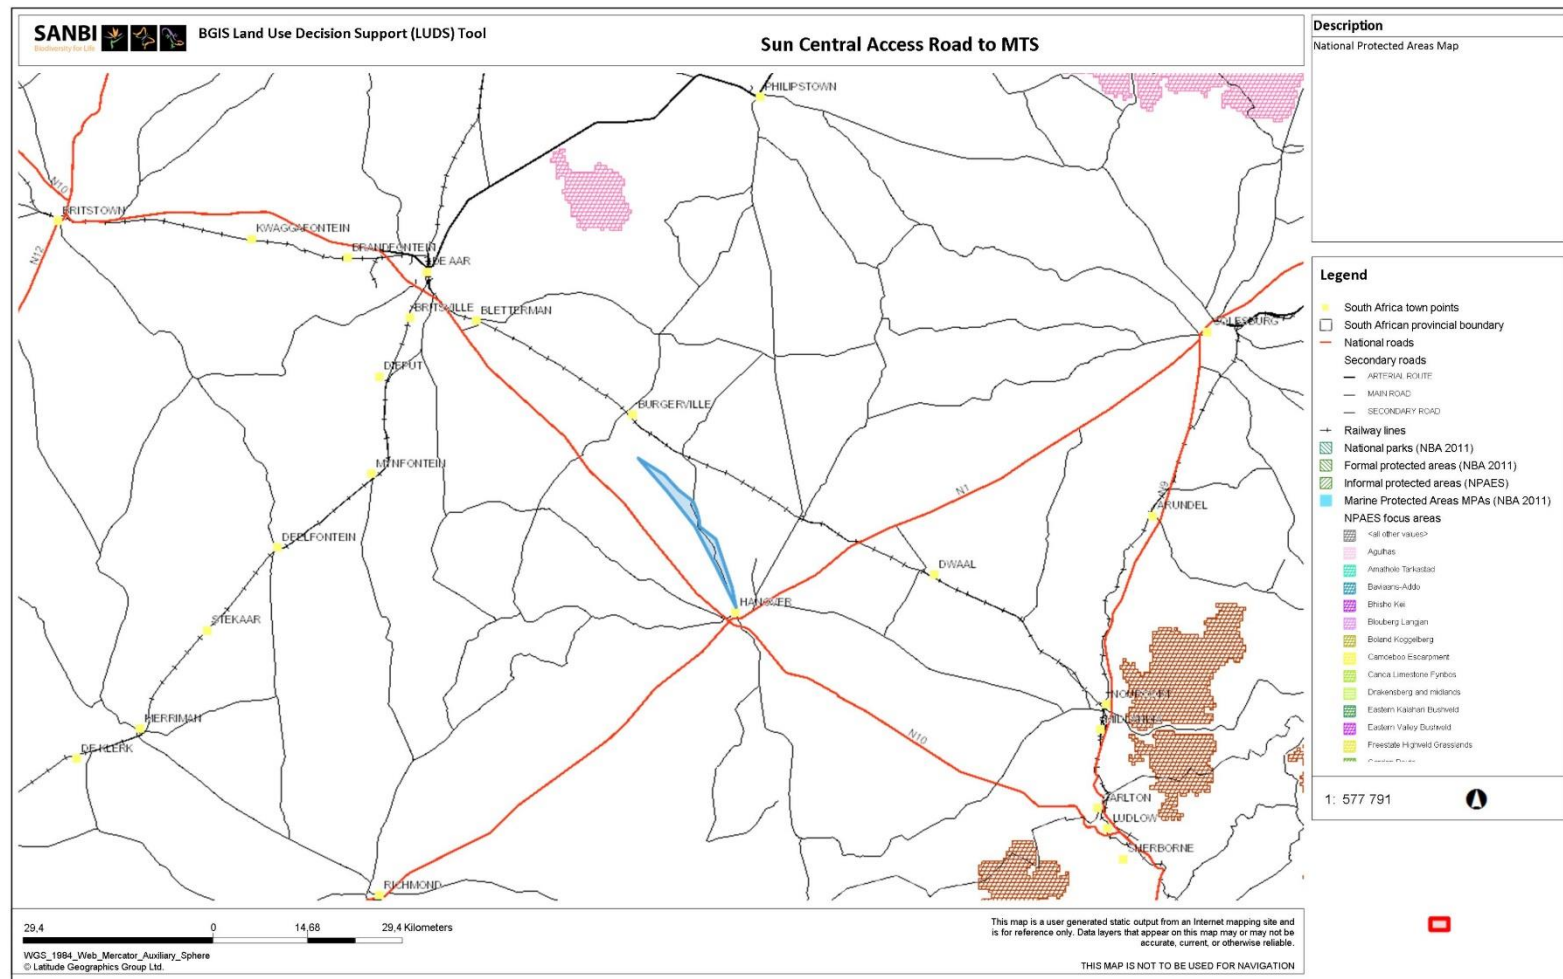 SANBI
Biodiversity for Life
BGIS Land Use Decision Support (LUDS) Tool
Sun Central Access Road to MTS
Description
National Protected Areas Map
PHILIPSTOWN
N10
BRITSTOWN
KWAGGAFONTEIN
BRANDFONTEIN
DE AAR
N12
BRITSVILLE
BLETTERMAN
COLESBURG
DIEPUT
BURGERVILLE
MYNFONTEIN
N1
N9
ARUNDEL
DEELFONTEIN
DWAAL
HANOVER
STEKAAR
NOUPOORT
MERRIMAN
N10
DE KLERK
CARLTON
LUDLOW
SHERBORNE
RICHMOND
Legend
South Africa town points
South African provincial boundary
National roads
Secondary roads
ARTERIAL ROUTE
MAIN ROAD
SECONDARY ROAD
Railway lines
National parks (NBA 2011)
Formal protected areas (NBA 2011)
Informal protected areas (NPAES)
Marine Protected Areas MPAs (NBA 2011)
NPAES focus areas
<all other values>
Agulhas
Amathole Tarkastad
Baviaans-Addo
Bhisho Kei
Blouberg Langjan
Boland Koggelberg
Camdeboo Escarpment
Canca Limestone Fynbos
Drakensberg and midlands
Eastern Kalahari Bushveld
Eastern Valley Bushveld
Freestate Highveld Grasslands
1: 577 791
29,4 0 14,68 29,4 Kilometers
WGS_1984_Web_Mercator_Auxiliary_Sphere
© Latitude Geographics Group Ltd.
This map is a user generated static output from an Internet mapping site and
is for reference only. Data layers that appear on this map may or may not be
accurate, current, or otherwise reliable.
THIS MAP IS NOT TO BE USED FOR NAVIGATION